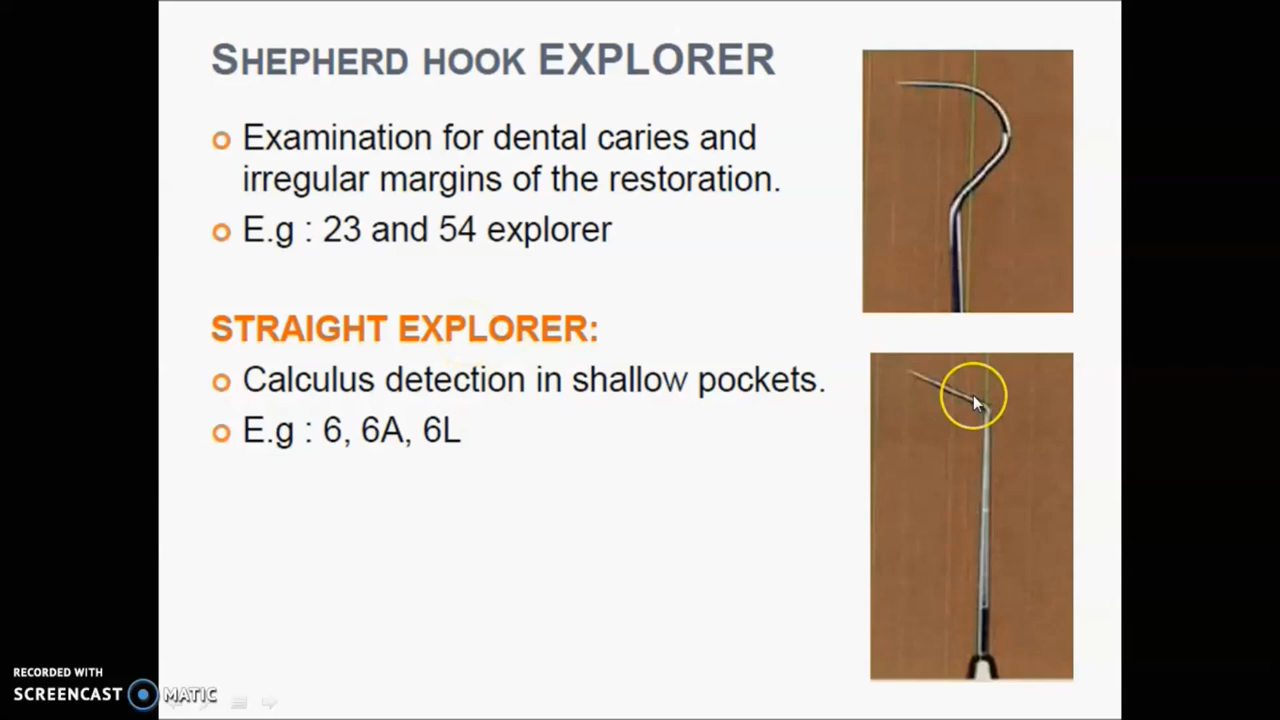 SHEPHERD HOOK EXPLORER
Examination for dental caries and
irregular margins of the restoration.
E.g : 23 and 54 explorer
STRAIGHT EXPLORER:
Calculus detection in shallow pockets.
E.g : 6, 6A, 6L
RECORDED WITH
SCREENCAST MATIC